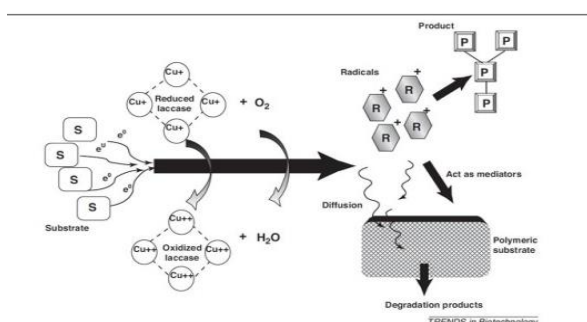 Product
P P
P
P
Radicals
+
R
+
R
+
R
+
R
Cu+
Cu+
Reduced
laccase
Cu+
Cu+
+ O₂
S
S
S
S
Substrate
Act as mediators
Diffusion
Cu++
Cu++
Oxidized
laccase
Cu++
Cu++
+ H₂O
Polymeric
substrate
Degradation products
TRENDS in Biotechnology